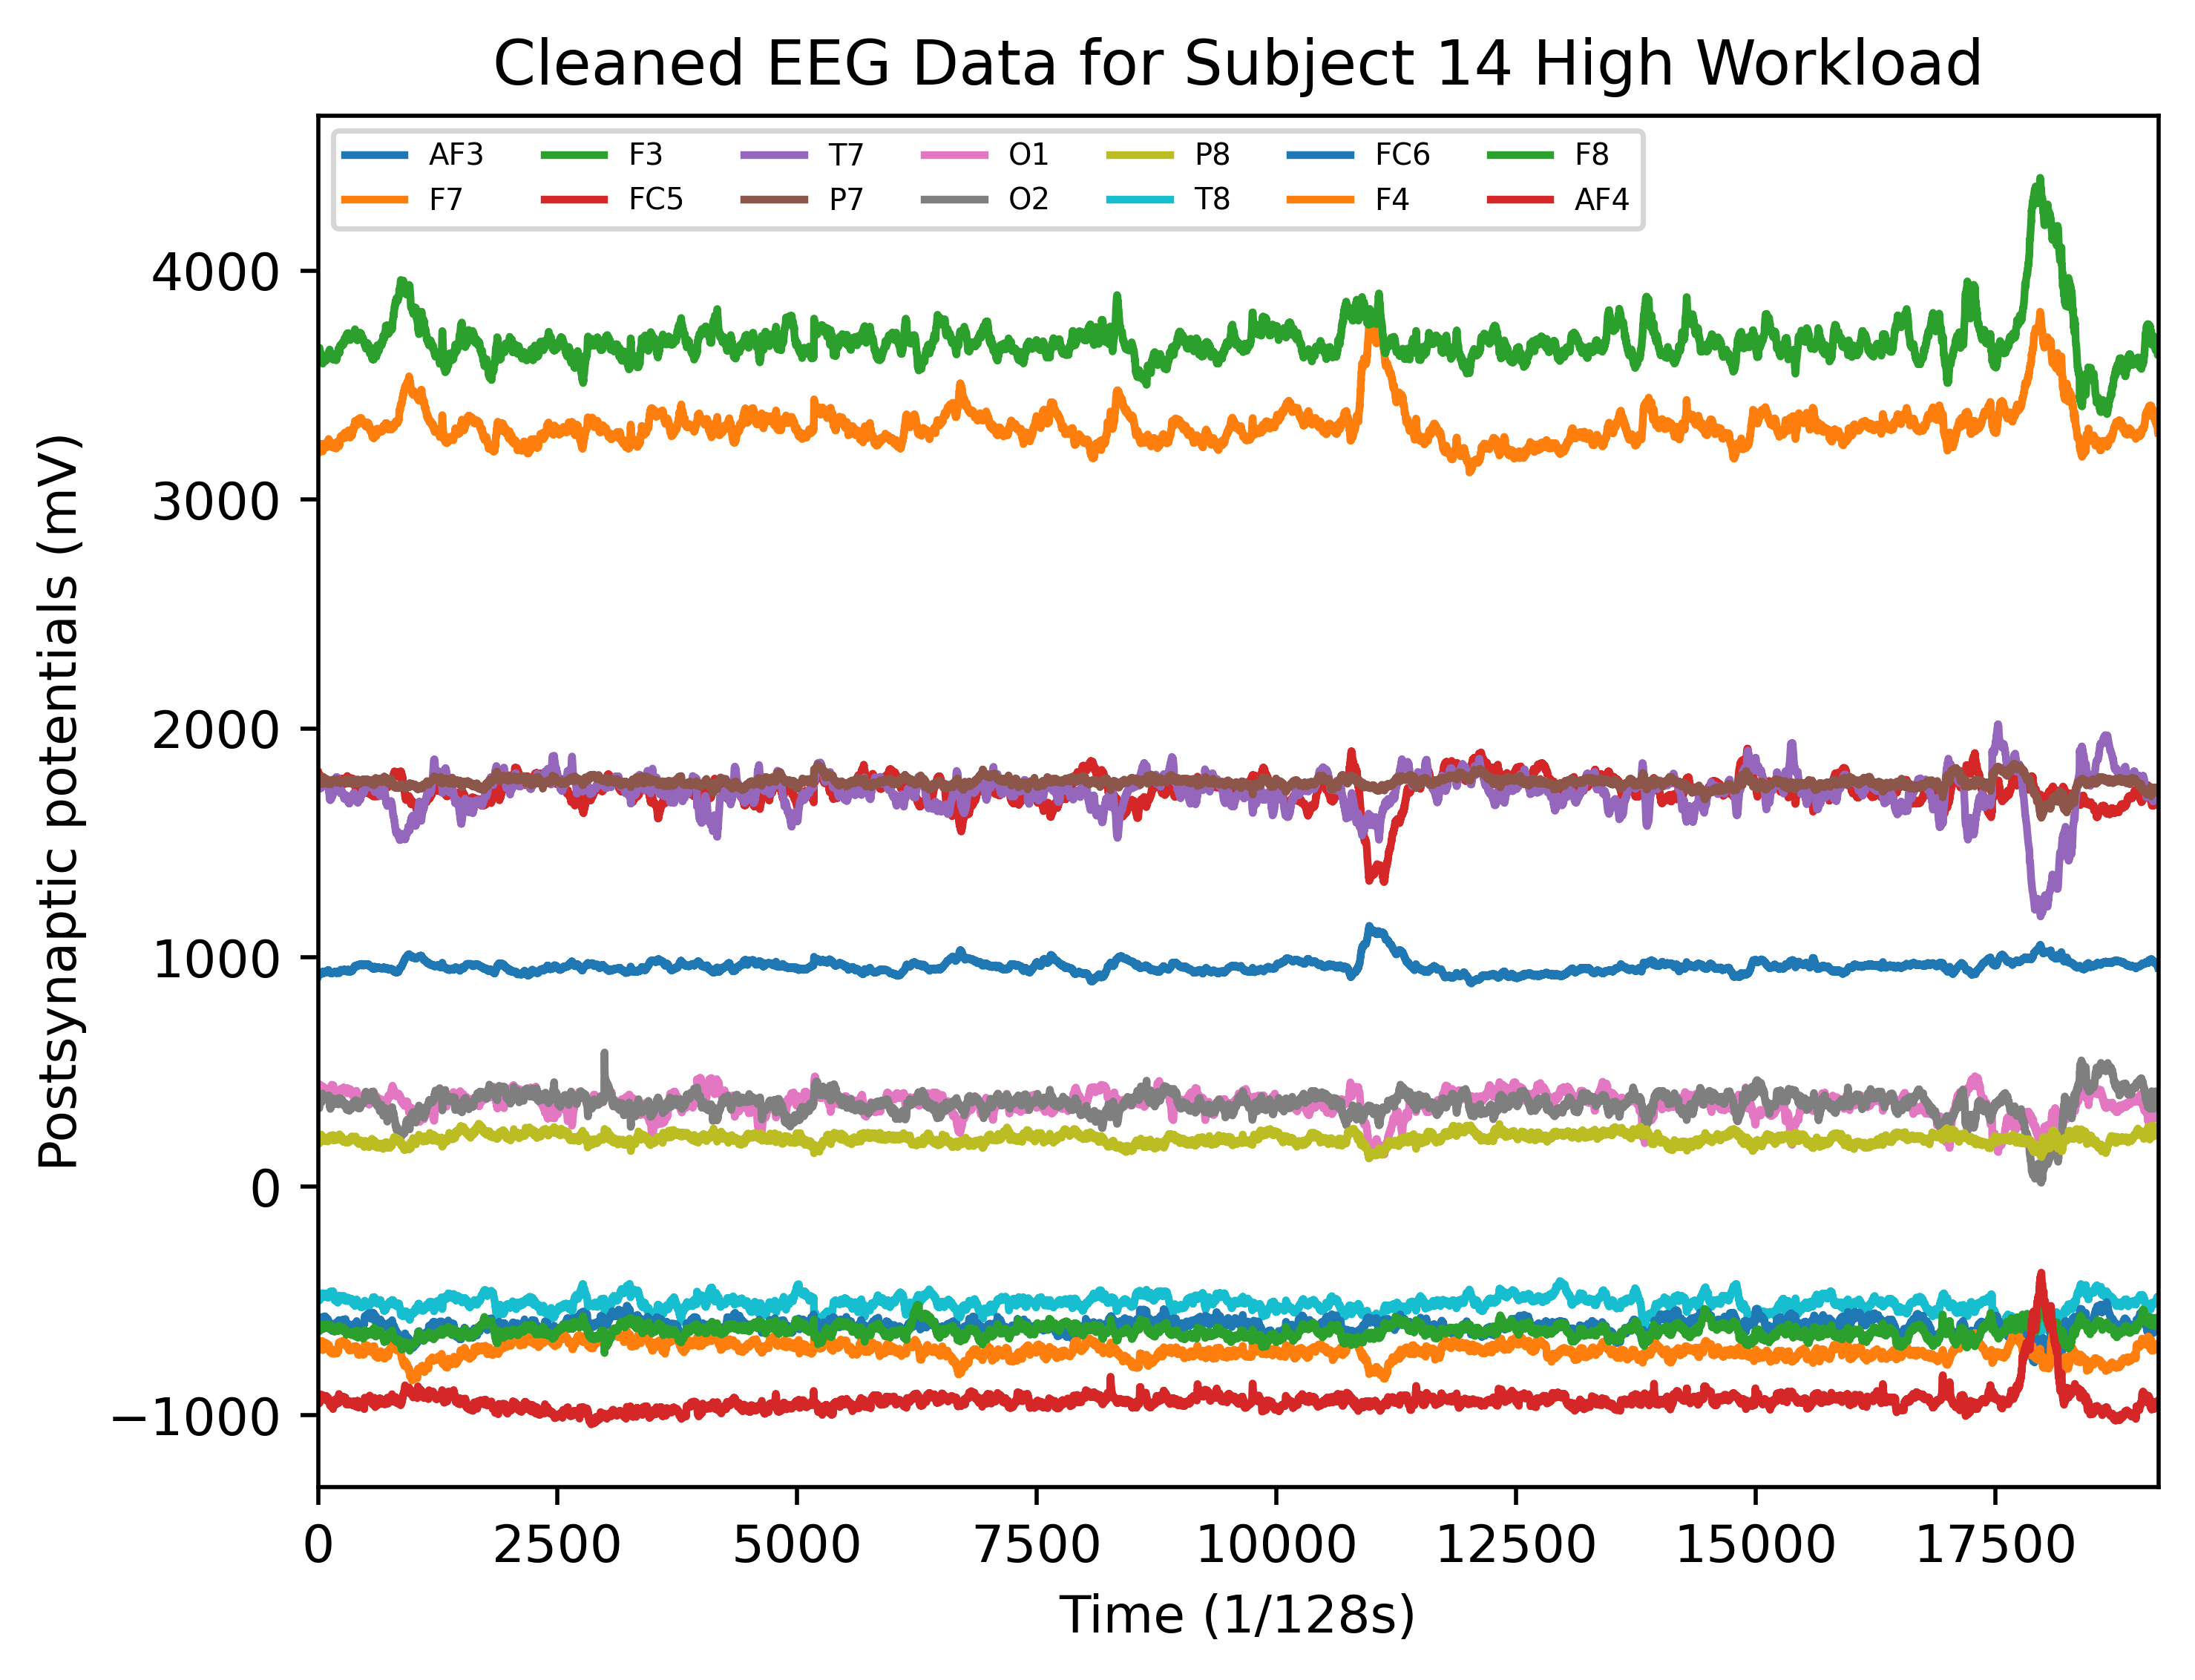 Cleaned EEG Data for Subject 14 High Workload
AF3 F3 T7 O1 P8 FC6 F8
F7 FC5 P7 O2 T8 F4 AF4
4000
3000
2000
1000
0
−1000
Postsynaptic potentials (mV)
0 2500 5000 7500 10000 12500 15000 17500
Time (1/128s)